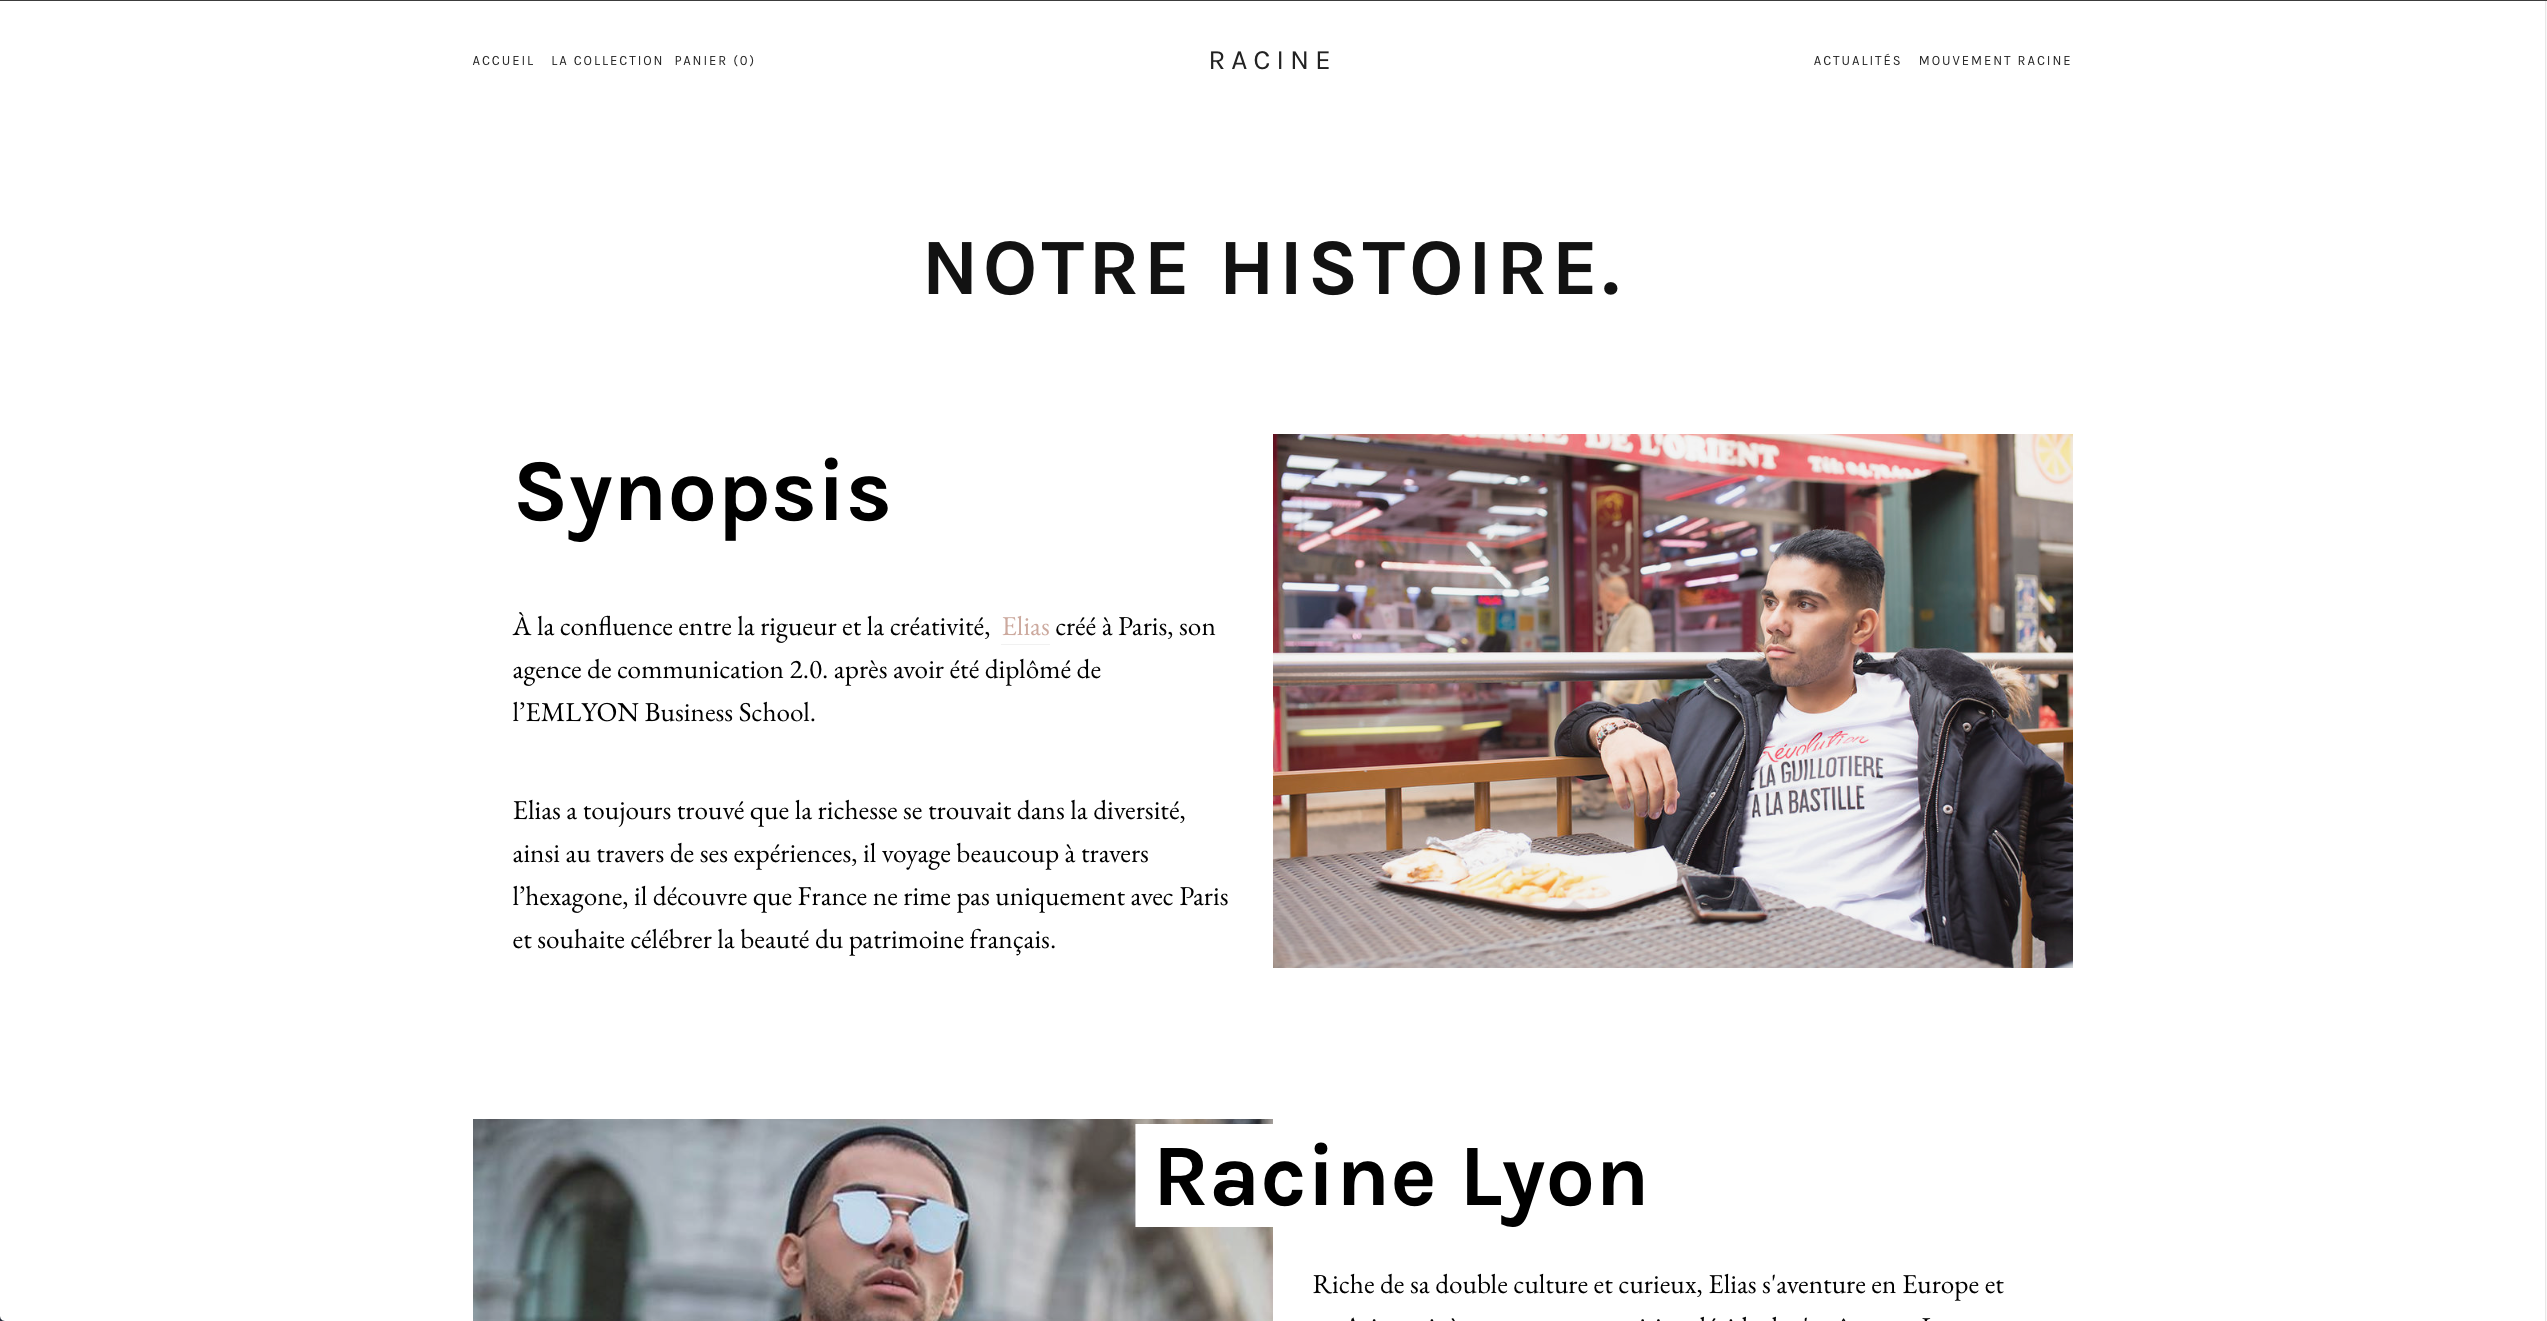 ACCUEIL LA COLLECTION PANIER (0)
RACINE
ACTUALITÉS MOUVEMENT RACINE
NOTRE HISTOIRE.
Synopsis
À la confluence entre la rigueur et la créativité, Elias créé à Paris, son
agence de communication 2.0. après avoir été diplômé de
l’EMLYON Business School.
Elias a toujours trouvé que la richesse se trouvait dans la diversité,
ainsi au travers de ses expériences, il voyage beaucoup à travers
l’hexagone, il découvre que France ne rime pas uniquement avec Paris
et souhaite célébrer la beauté du patrimoine français.
DE L'ORIENT
Révolution
LA GUILLOTIERE
A LA BASTILLE
Racine Lyon
Riche de sa double culture et curieux, Elias s'aventure en Europe et